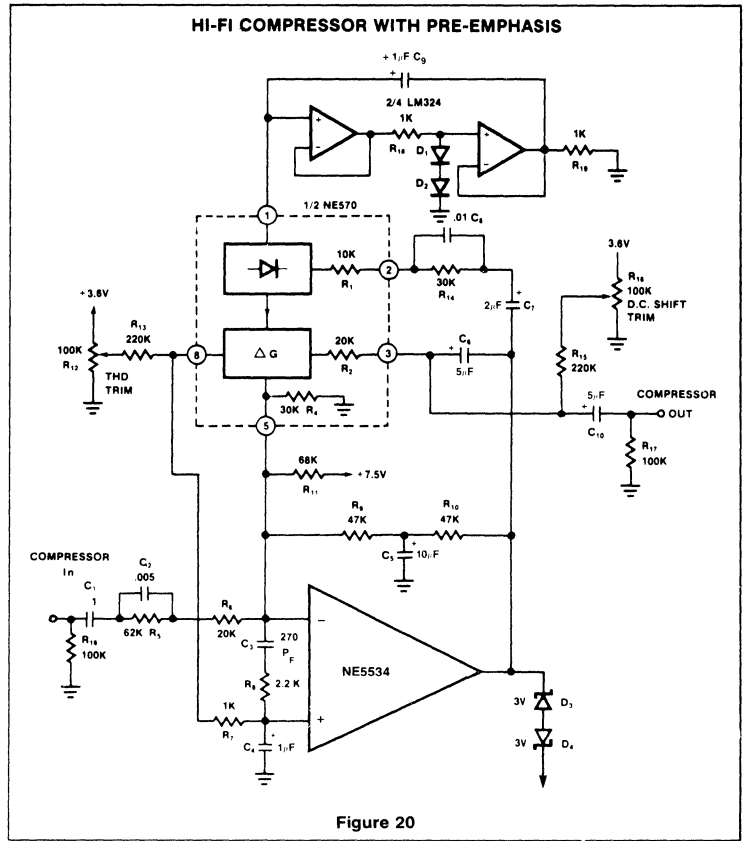 HI-FI COMPRESSOR WITH PRE-EMPHASIS
+ 1μF C9
2/4 LM324
1K
R18
D1
D2
1K
R19
1/2 NE570
1
.01 C8
10K
R1
2
30K
R14
2μF
+
C7
3.6V
R16
100K
D.C. SHIFT
TRIM
+3.6V
R13
220K
100K
R12
THD
TRIM
8
△G
20K
R2
3
+
C6
5μF
R15
220K
30K R4
5
5μF
+
C10
COMPRESSOR
OUT
R17
100K
68K
R11
+7.5V
R9
47K
R10
47K
C5
+
10μF
COMPRESSOR
In
C1
1
C2
.005
62K R5
R6
20K
R18
100K
C3
270
PF
R8
2.2 K
1K
R7
C4
+
1μF
−
+
NE5534
3V
D3
3V
D4
Figure 20